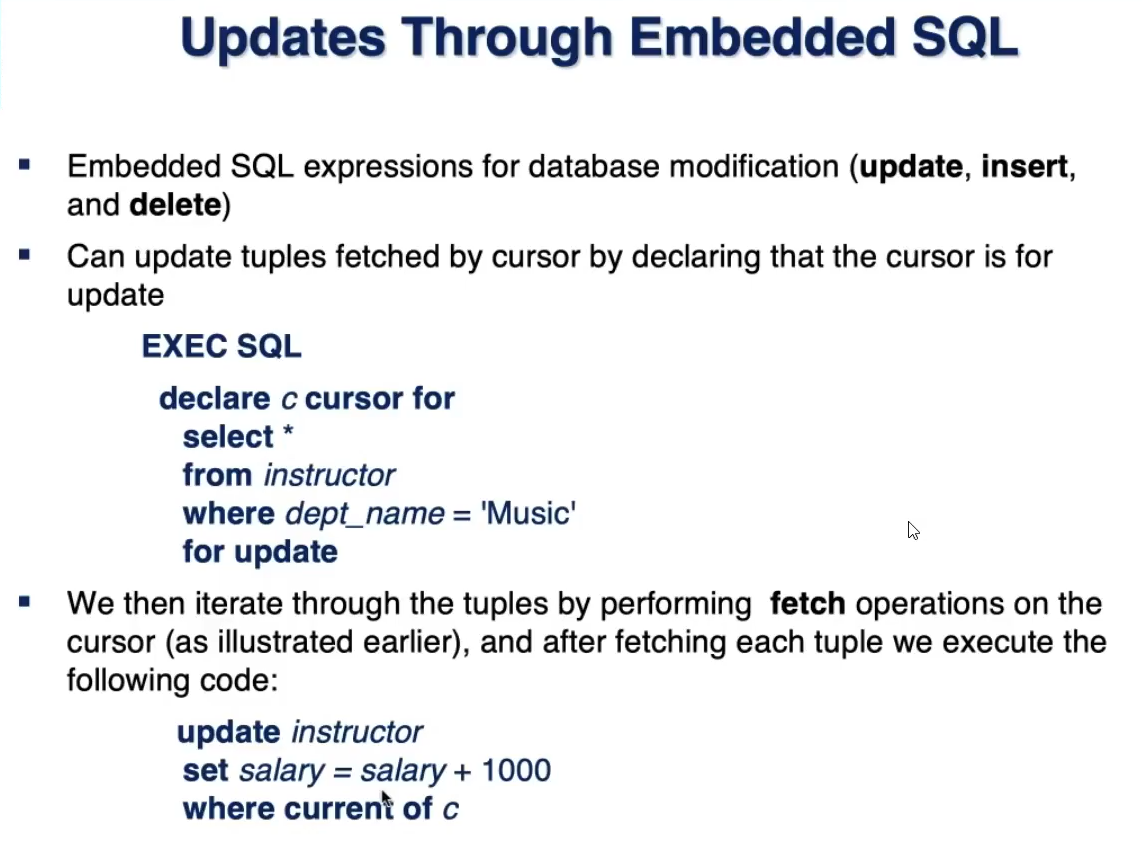 Updates Through Embedded SQL
▪ Embedded SQL expressions for database modification (update, insert,
and delete)
▪ Can update tuples fetched by cursor by declaring that the cursor is for
update
EXEC SQL
declare c cursor for
select *
from instructor
where dept_name = 'Music'
for update
▪ We then iterate through the tuples by performing fetch operations on the
cursor (as illustrated earlier), and after fetching each tuple we execute the
following code:
update instructor
set salary = salary + 1000
where current of c